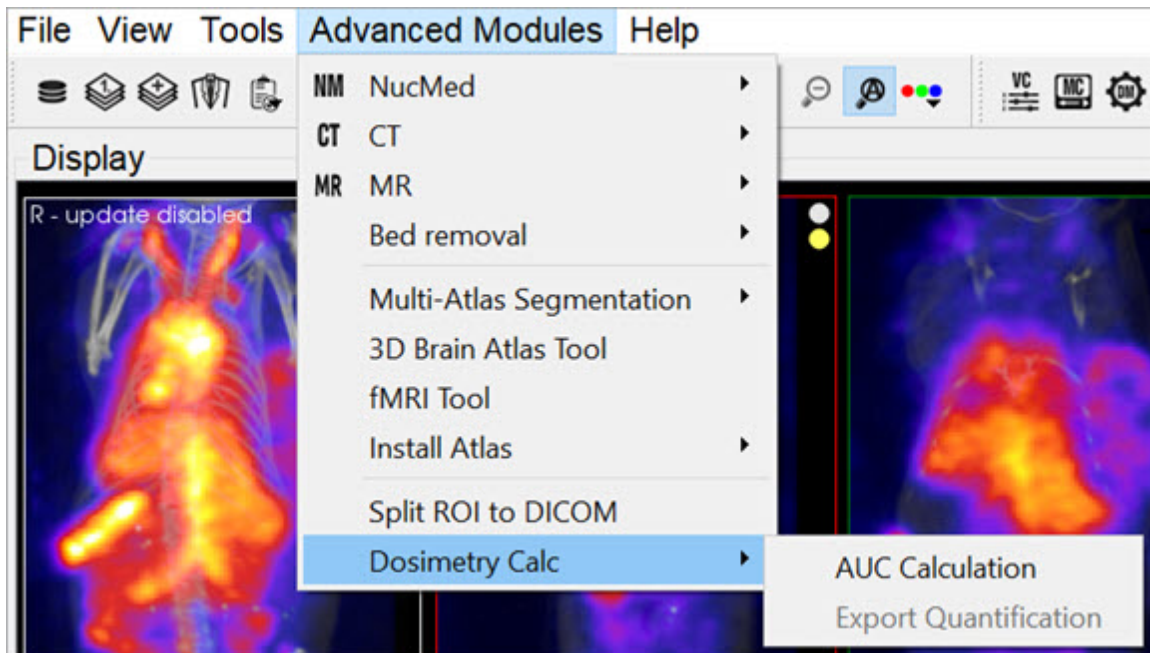 File View Tools Advanced Modules Help
NM NucMed
CT CT
MR MR
Bed removal
Multi-Atlas Segmentation
3D Brain Atlas Tool
fMRI Tool
Install Atlas
Split ROI to DICOM
Dosimetry Calc
AUC Calculation
Export Quantification
1 + A VC MC DM
Display
R - update disabled